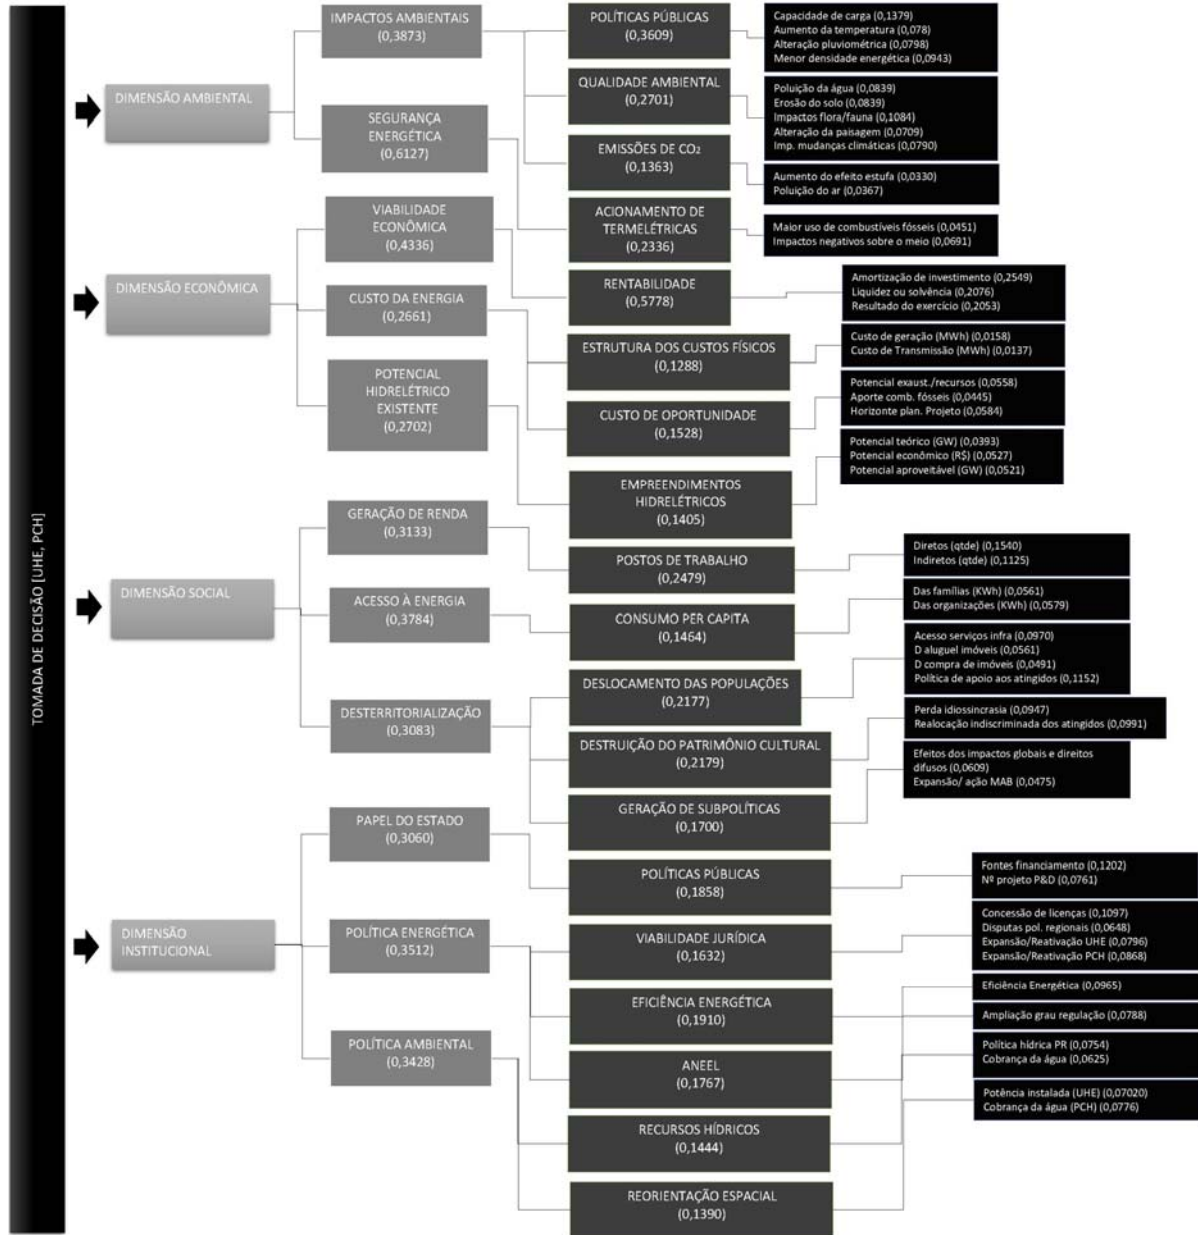 TOMADA DE DECISÃO [UHE, PCH]
DIMENSÃO AMBIENTAL
IMPACTOS AMBIENTAIS
(0,3873)
SEGURANÇA
ENERGÉTICA
(0,6127)
POLÍTICAS PÚBLICAS
(0,3609)
QUALIDADE AMBIENTAL
(0,2701)
EMISSÕES DE CO₂
(0,1363)
ACIONAMENTO DE
TERMELÉTRICAS
(0,2336)
Capacidade de carga (0,1379)
Aumento da temperatura (0,078)
Alteração pluviométrica (0,0798)
Menor densidade energética (0,0943)
Poluição da água (0,0839)
Erosão do solo (0,0839)
Impactos flora/fauna (0,1084)
Alteração da paisagem (0,0709)
Imp. mudanças climáticas (0,0790)
Aumento do efeito estufa (0,0330)
Poluição do ar (0,0367)
Maior uso de combustíveis fósseis (0,0451)
Impactos negativos sobre o meio (0,0691)
DIMENSÃO ECONÔMICA
VIABILIDADE
ECONÔMICA
(0,4336)
CUSTO DA ENERGIA
(0,2661)
POTENCIAL
HIDRELÉTRICO
EXISTENTE
(0,2702)
RENTABILIDADE
(0,5778)
ESTRUTURA DOS CUSTOS FÍSICOS
(0,1288)
CUSTO DE OPORTUNIDADE
(0,1528)
EMPREENDIMENTOS
HIDRELÉTRICOS
(0,1405)
Amortização de investimento (0,2549)
Liquidez ou solvência (0,2076)
Resultado do exercício (0,2053)
Custo de geração (MWh) (0,0158)
Custo de Transmissão (MWh) (0,0137)
Potencial exaust./recursos (0,0558)
Aporte comb. fósseis (0,0445)
Horizonte plan. Projeto (0,0584)
Potencial teórico (GW) (0,0393)
Potencial econômico (R$) (0,0527)
Potencial aproveitável (GW) (0,0521)
DIMENSÃO SOCIAL
GERAÇÃO DE RENDA
(0,3133)
ACESSO À ENERGIA
(0,3784)
DESTERRITORIALIZAÇÃO
(0,3083)
POSTOS DE TRABALHO
(0,2479)
CONSUMO PER CAPITA
(0,1464)
DESLOCAMENTO DAS POPULAÇÕES
(0,2177)
DESTRUIÇÃO DO PATRIMÔNIO CULTURAL
(0,2179)
GERAÇÃO DE SUBPOLÍTICAS
(0,1700)
Diretos (qtde) (0,1540)
Indiretos (qtde) (0,1125)
Das famílias (KWh) (0,0561)
Das organizações (KWh) (0,0579)
Acesso serviços infra (0,0970)
D aluguel imóveis (0,0561)
D compra de imóveis (0,0491)
Política de apoio aos atingidos (0,1152)
Perda idiossincrasia (0,0947)
Realocação indiscriminada dos atingidos (0,0991)
Efeitos dos impactos globais e direitos
difusos (0,0609)
Expansão/ ação MAB (0,0475)
DIMENSÃO
INSTITUCIONAL
PAPEL DO ESTADO
(0,3060)
POLÍTICA ENERGÉTICA
(0,3512)
POLÍTICA AMBIENTAL
(0,3428)
POLÍTICAS PÚBLICAS
(0,1858)
VIABILIDADE JURÍDICA
(0,1632)
EFICIÊNCIA ENERGÉTICA
(0,1910)
ANEEL
(0,1767)
RECURSOS HÍDRICOS
(0,1444)
REORIENTAÇÃO ESPACIAL
(0,1390)
Fontes financiamento (0,1202)
Nº projeto P&D (0,0761)
Concessão de licenças (0,1097)
Disputas pol. regionais (0,0648)
Expansão/Reativação UHE (0,0796)
Expansão/Reativação PCH (0,0868)
Eficiência Energética (0,0965)
Ampliação grau regulação (0,0788)
Política hídrica PR (0,0754)
Cobrança da água (0,0625)
Potência instalada (UHE) (0,07020)
Cobrança da água (PCH) (0,0776)